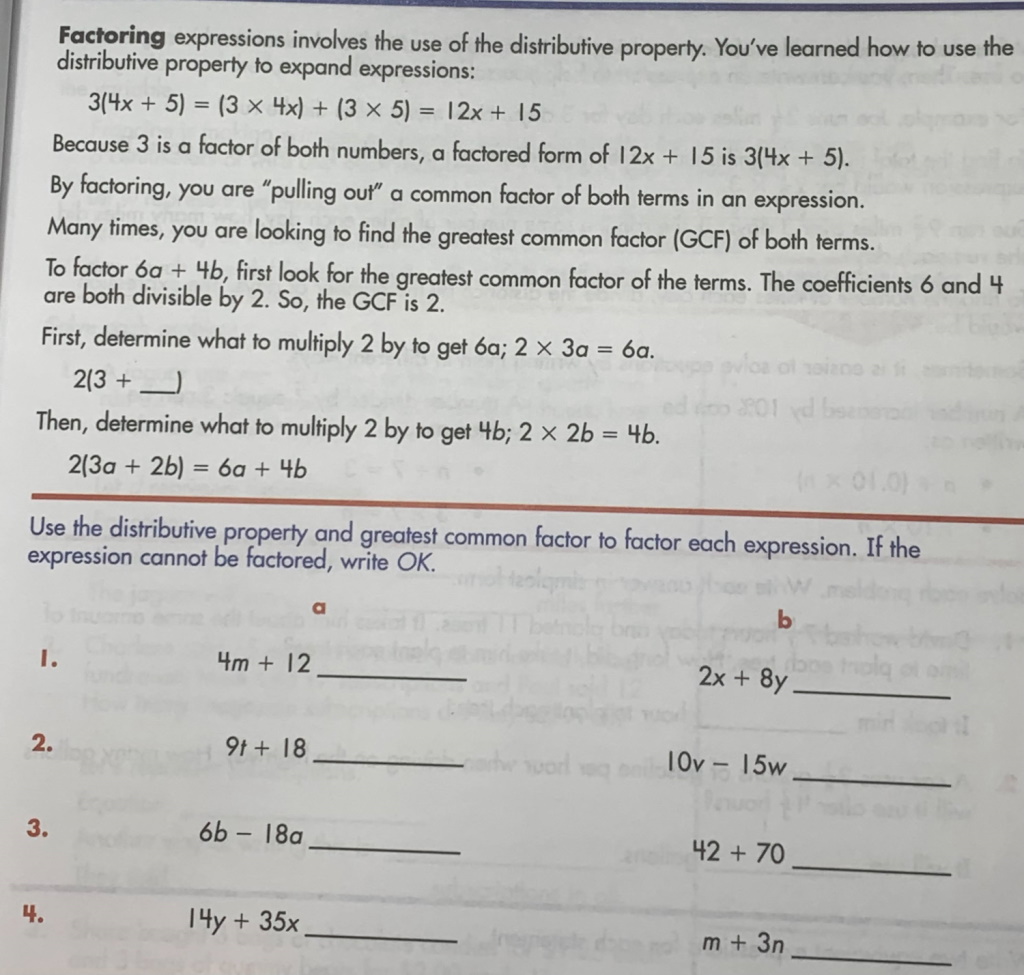 Factoring expressions involves the use of the distributive property. You've learned how to use the
distributive property to expand expressions:
3(4x + 5) = (3 × 4x) + (3 × 5) = 12x + 15
Because 3 is a factor of both numbers, a factored form of 12x + 15 is 3(4x + 5).
By factoring, you are "pulling out" a common factor of both terms in an expression.
Many times, you are looking to find the greatest common factor (GCF) of both terms.
To factor 6a + 4b, first look for the greatest common factor of the terms. The coefficients 6 and 4
are both divisible by 2. So, the GCF is 2.
First, determine what to multiply 2 by to get 6a; 2 × 3a = 6a.
2(3 + __)
Then, determine what to multiply 2 by to get 4b; 2 × 2b = 4b.
2(3a + 2b) = 6a + 4b
Use the distributive property and greatest common factor to factor each expression. If the
expression cannot be factored, write OK.
a b
1. 4m + 12 ________ 2x + 8y ________
2. 9t + 18 ________ 10v − 15w ________
3. 6b − 18a ________ 42 + 70 ________
4. 14y + 35x ________ m + 3n ________